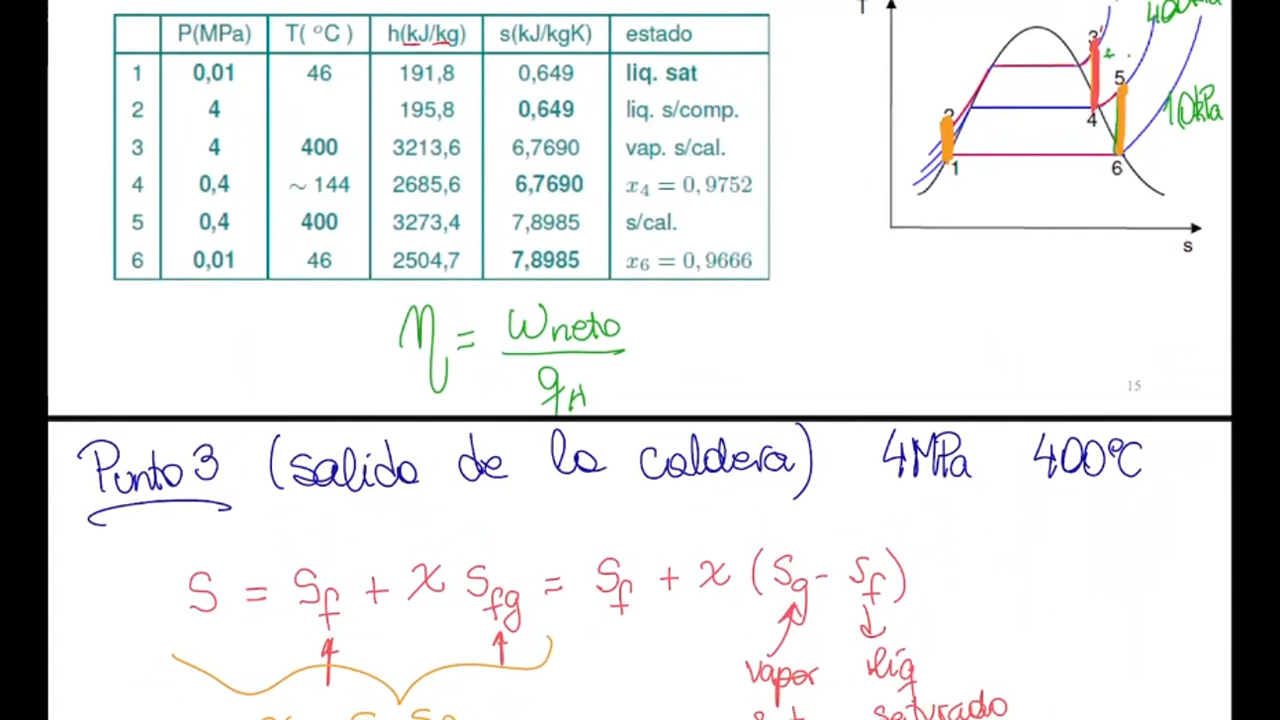 P(MPa) T( °C ) h(kJ/kg) s(kJ/kgK) estado
1 0,01 46 191,8 0,649 liq. sat
2 4 195,8 0,649 liq. s/comp.
3 4 400 3213,6 6,7690 vap. s/cal.
4 0,4 ∼ 144 2685,6 6,7690 x₄ = 0,9752
5 0,4 400 3273,4 7,8985 s/cal.
6 0,01 46 2504,7 7,8985 x₆ = 0,9666
T
3'
5
2
4
10kPa
1
6
s
η = wneto / qH
15
Punto 3 (salida de la caldera) 4MPa 400°C
S = Sf + x Sfg = Sf + x (Sg - Sf)
vapor líq
saturado